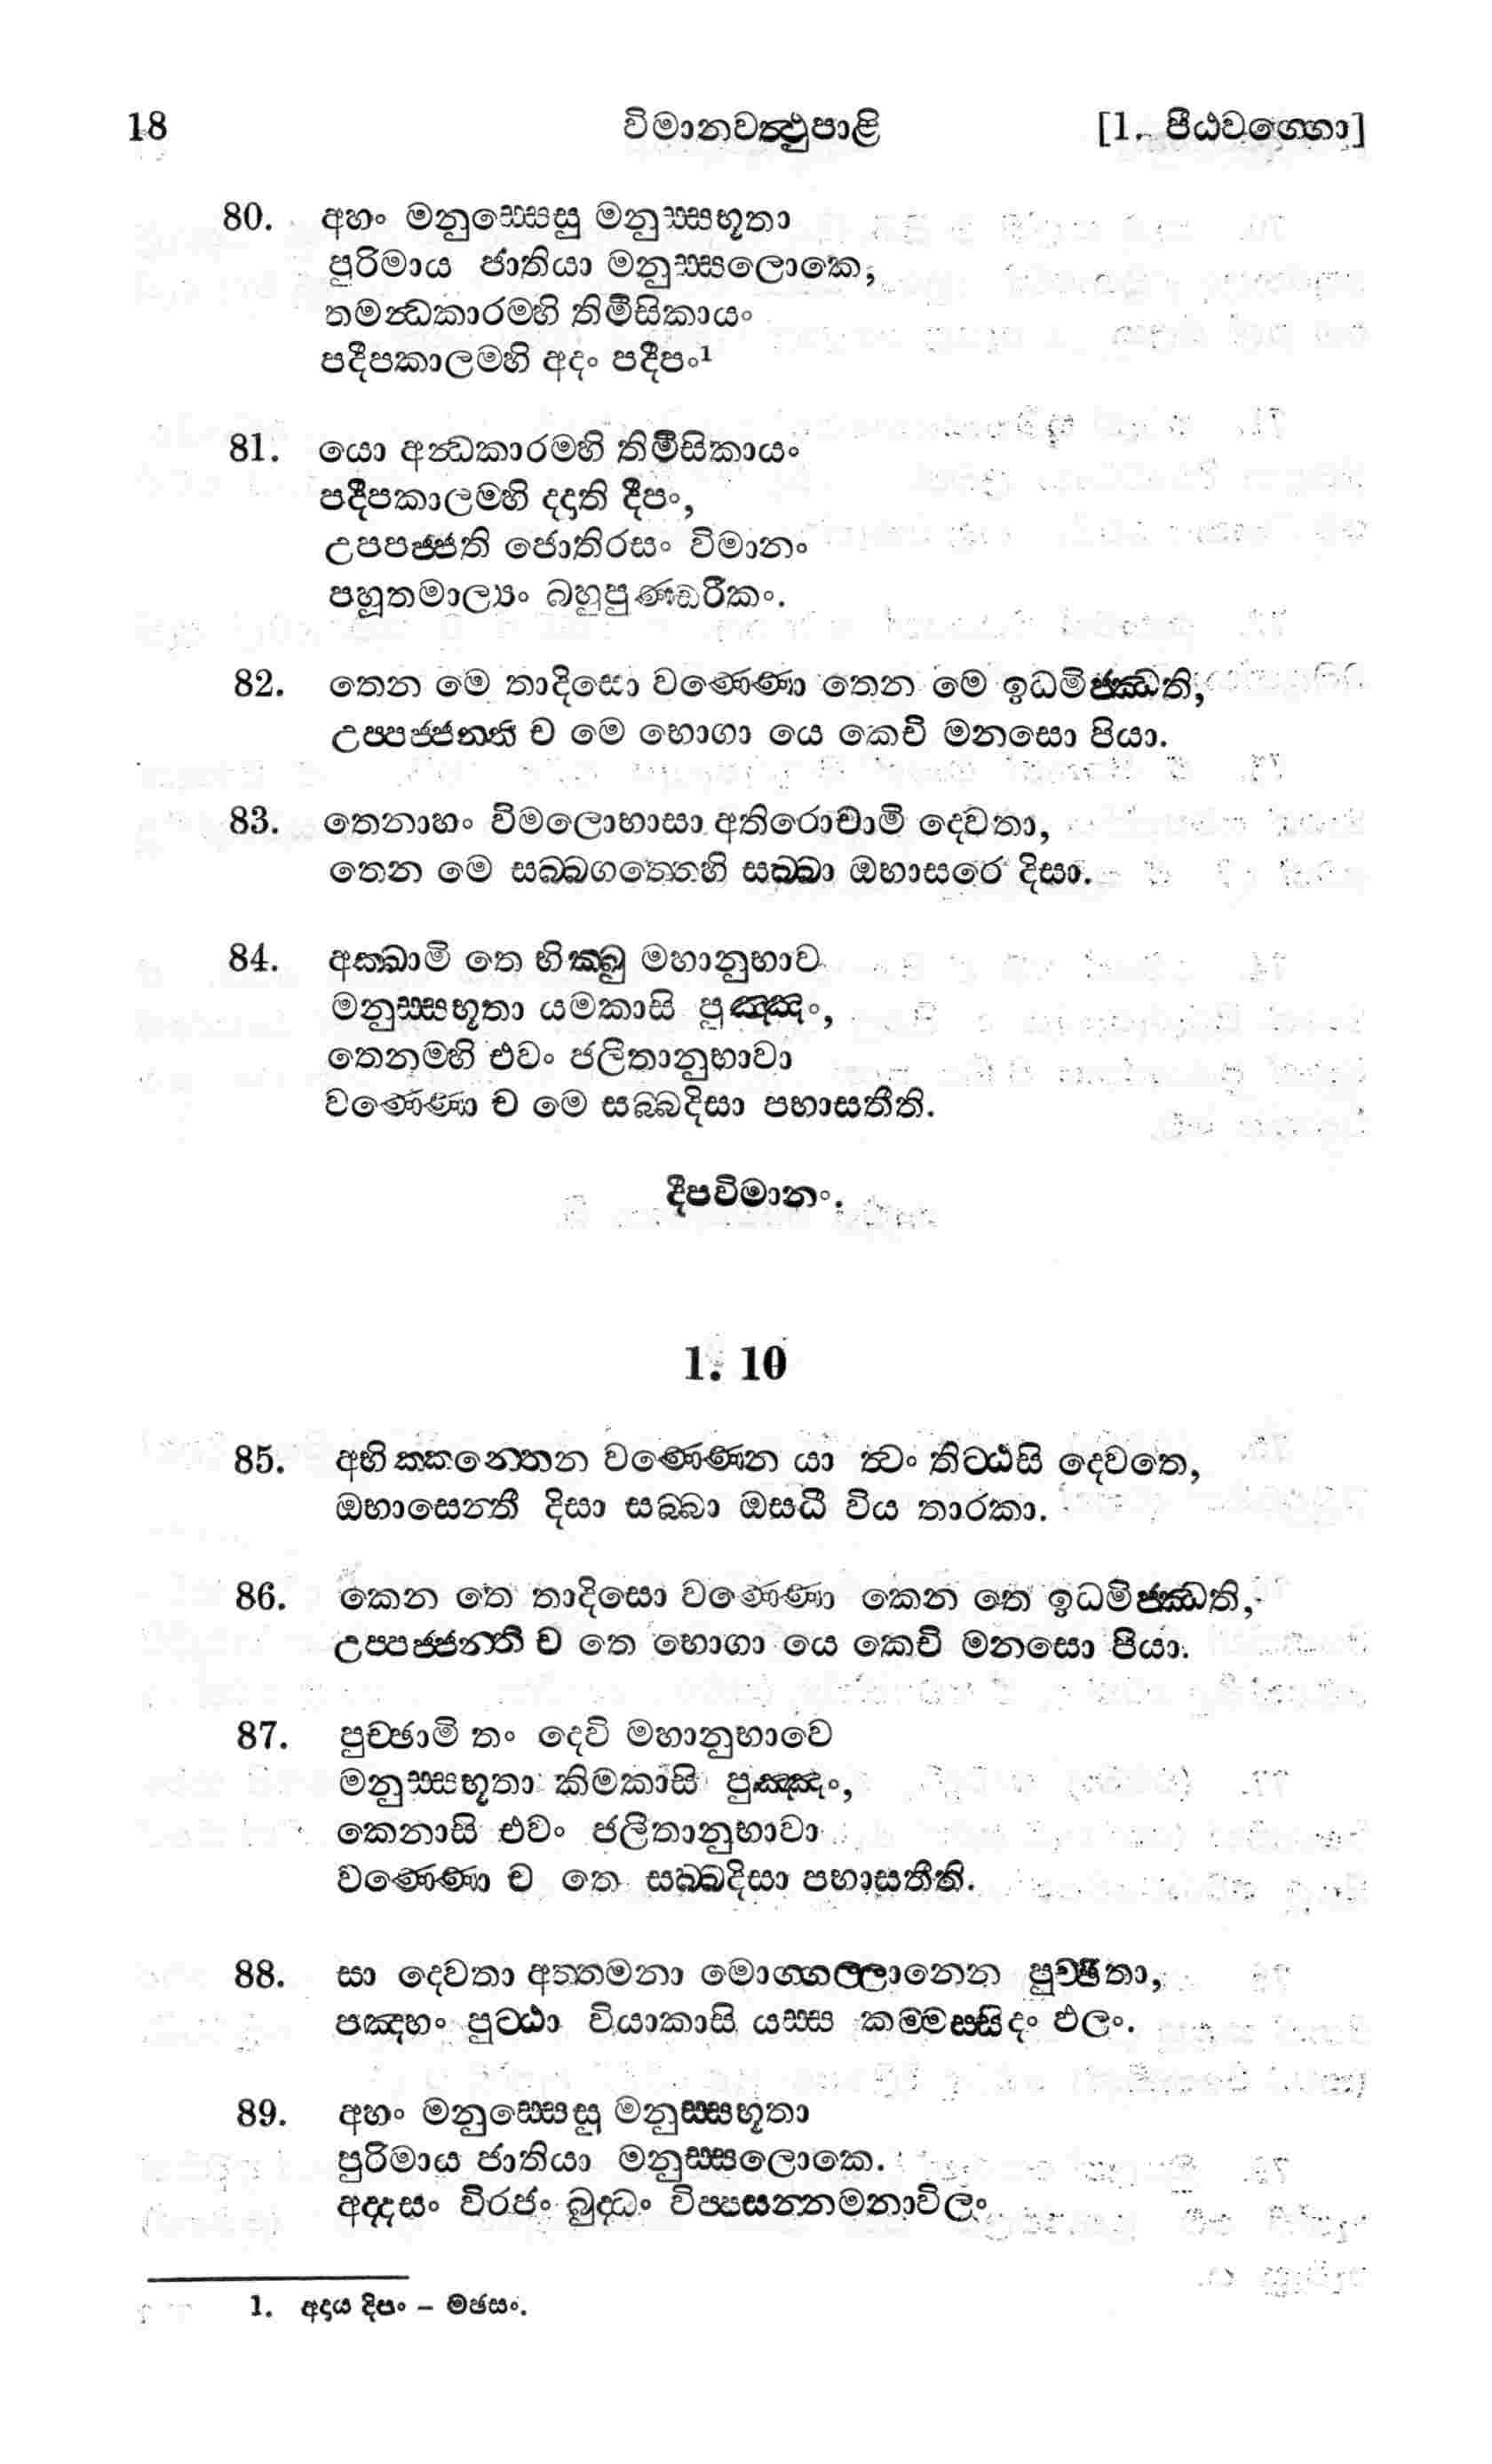 18 විමානවත්ථුපාළි [1. පීඨවග්ගො]
80. අහං මනුස්සෙසු මනුස්සභූතා
පුරිමාය ජාතියා මනුස්සලොකෙ,
තමන්ධකාරම්හි තිමීසිකායං
පදීපකාලම්හි අදං පදීපං¹
81. යො අන්ධකාරම්හි තිමීසිකායං
පදීපකාලම්හි දදාති දීපං,
උපපජ්ජති ජොතිරසං විමානං
පහූතමාල්‍යං බහුපුණ්ඩරීකං.
82. තෙන මෙ තාදිසො වණ්ණො තෙන මෙ ඉධමිජ්ඣති,
උප්පජ්ජන්ති ච මෙ භොගා යෙ කෙචි මනසො පියා.
83. තෙනාහං විමලොභාසා අතිරොචාමි දෙවතා,
තෙන මෙ සබ්බගත්තෙහි සබ්බා ඔභාසරෙ දිසා.
84. අක්ඛාමි තෙ භික්ඛු මහානුභාව
මනුස්සභූතා යමකාසි පුඤ්ඤං,
තෙනම්හි එවං ජලිතානුභාවා
වණ්ණො ච මෙ සබ්බදිසා පභාසතීති.
දීපවිමානං.
1. 10
85. අභික්කන්තෙන වණ්ණෙන යා ත්වං තිට්ඨසි දෙවතෙ,
ඔභාසෙන්තී දිසා සබ්බා ඔසධී විය තාරකා.
86. කෙන තෙ තාදිසො වණ්ණො කෙන තෙ ඉධමිජ්ඣති,
උප්පජ්ජන්ති ච තෙ භොගා යෙ කෙචි මනසො පියා.
87. පුච්ඡාමි තං දෙවි මහානුභාවෙ
මනුස්සභූතා කිමකාසි පුඤ්ඤං,
කෙනාසි එවං ජලිතානුභාවා
වණ්ණො ච තෙ සබ්බදිසා පභාසතීති.
88. සා දෙවතා අත්තමනා මොග්ගල්ලානෙන පුච්ඡිතා,
පඤ්හං පුට්ඨා වියාකාසි යස්ස කම්මස්සිදං ඵලං.
89. අහං මනුස්සෙසු මනුස්සභූතා
පුරිමාය ජාතියා මනුස්සලොකෙ.
අද්දසං විරජං බුද්ධං විප්පසන්නමනාවිලං
1. අදාය දිපං – මඡසං.